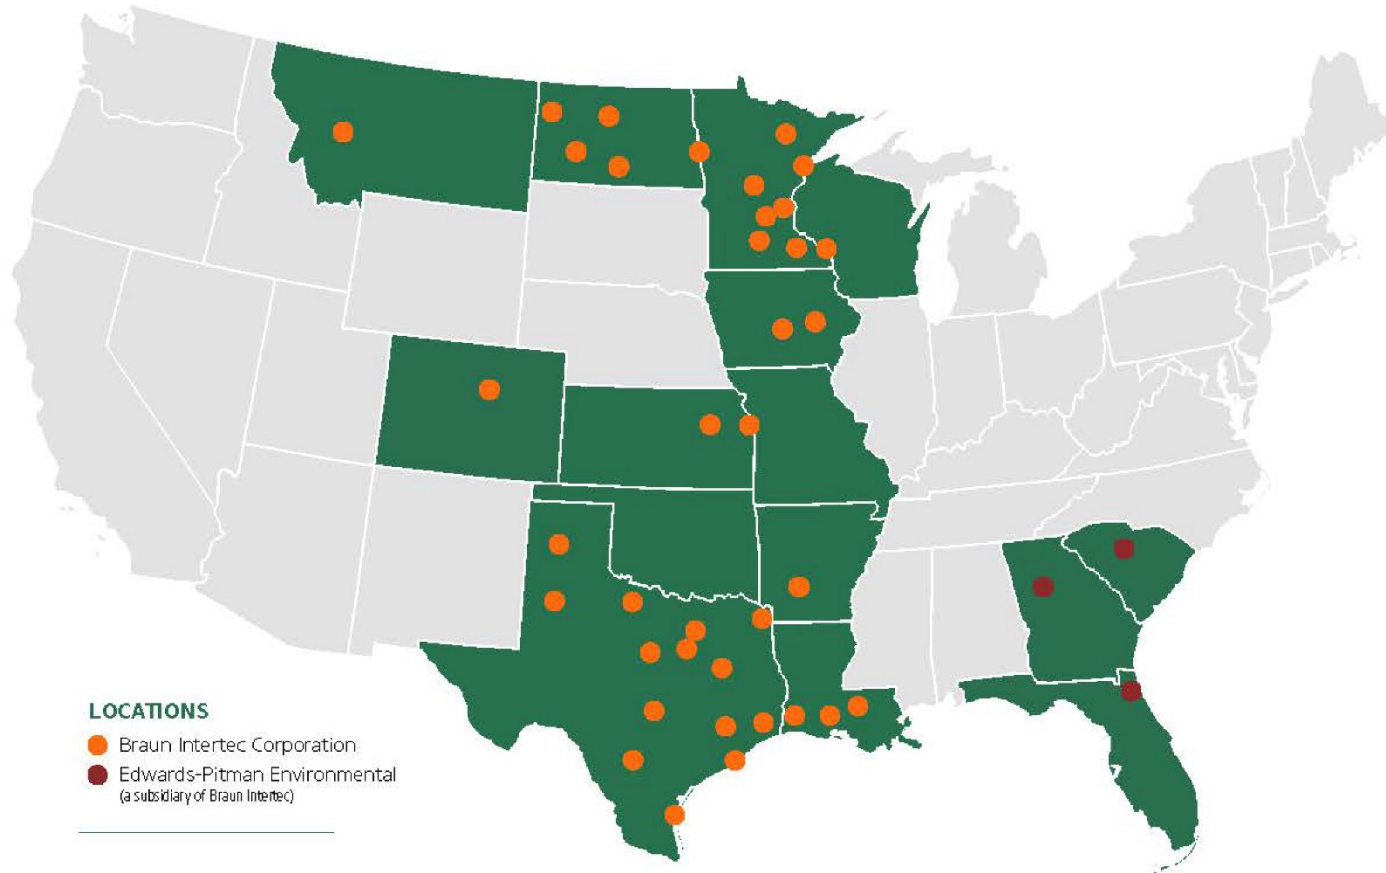 LOCATIONS
Braun Intertec Corporation
Edwards-Pitman Environmental
(a subsidiary of Braun Intertec)